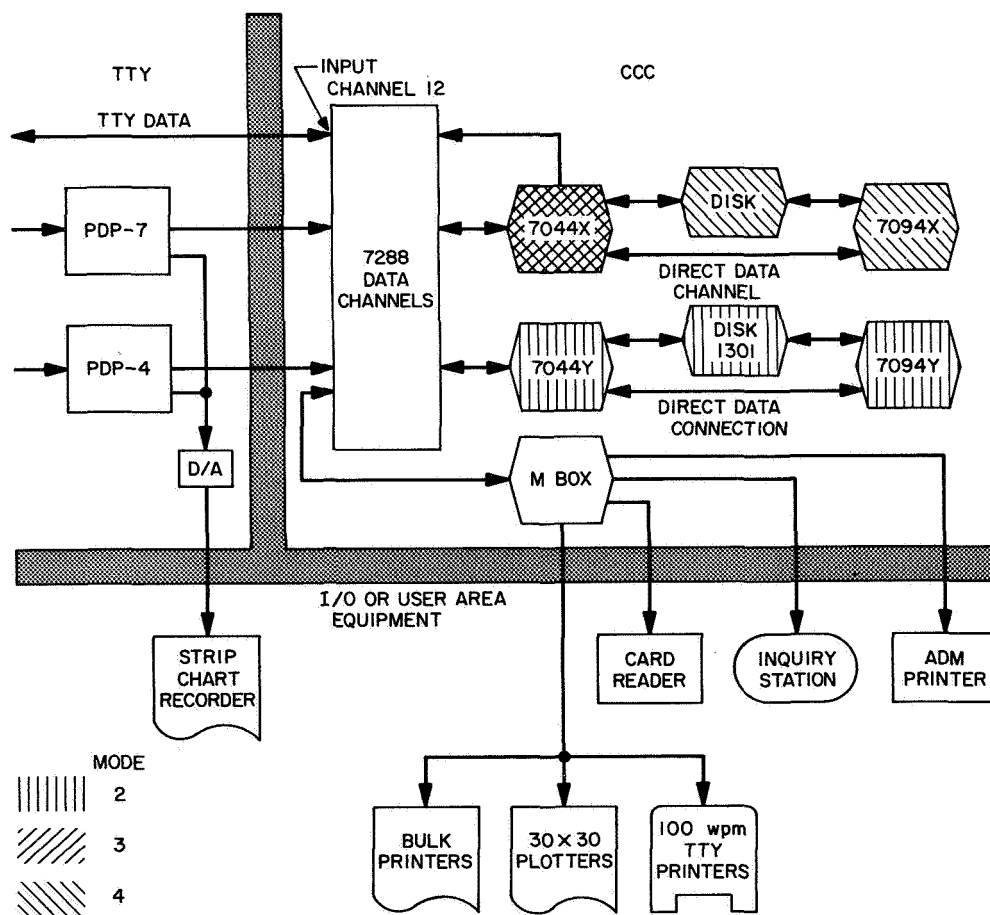 TTY
INPUT
CHANNEL 12
CCC
TTY DATA
PDP-7
7288
DATA
CHANNELS
7044X
DISK
7094X
DIRECT DATA
CHANNEL
PDP-4
7044Y
DISK
1301
7094Y
DIRECT DATA
CONNECTION
D/A
M BOX
I/O OR USER AREA
EQUIPMENT
STRIP
CHART
RECORDER
CARD
READER
INQUIRY
STATION
ADM
PRINTER
MODE
2
3
4
BULK
PRINTERS
30 × 30
PLOTTERS
100 wpm
TTY
PRINTERS